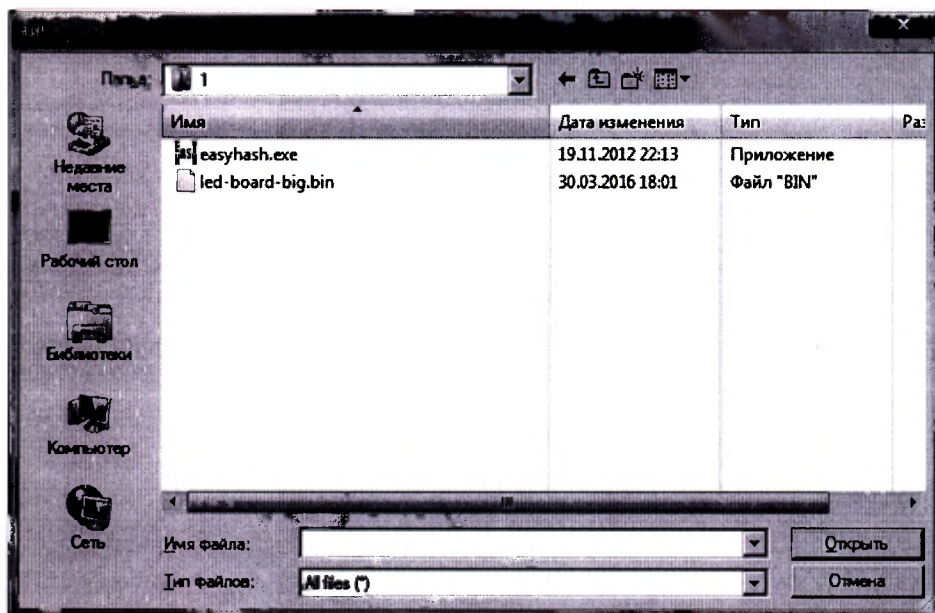 Папка:
1
Имя
Дата изменения
Тип
Раз
easyhash.exe
19.11.2012 22:13
Приложение
led-board-big.bin
30.03.2016 18:01
Файл "BIN"
Недавние
места
Рабочий стол
Библиотеки
Компьютер
Сеть
Имя файла:
Открыть
Тип файлов:
All files (*)
Отмена